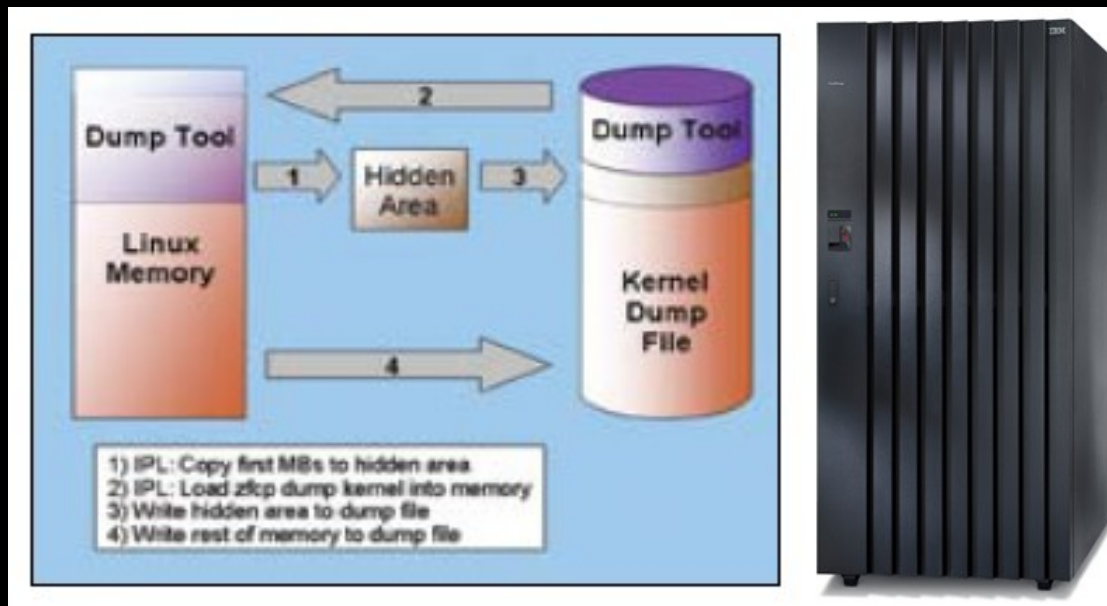 2
Dump Tool
Dump Tool
1
Hidden
Area
3
Linux
Memory
Kernel
Dump
File
4
1) IPL: Copy first MBs to hidden area
2) IPL: Load zfcp dump kernel into memory
3) Write hidden area to dump file
4) Write rest of memory to dump file
IBM